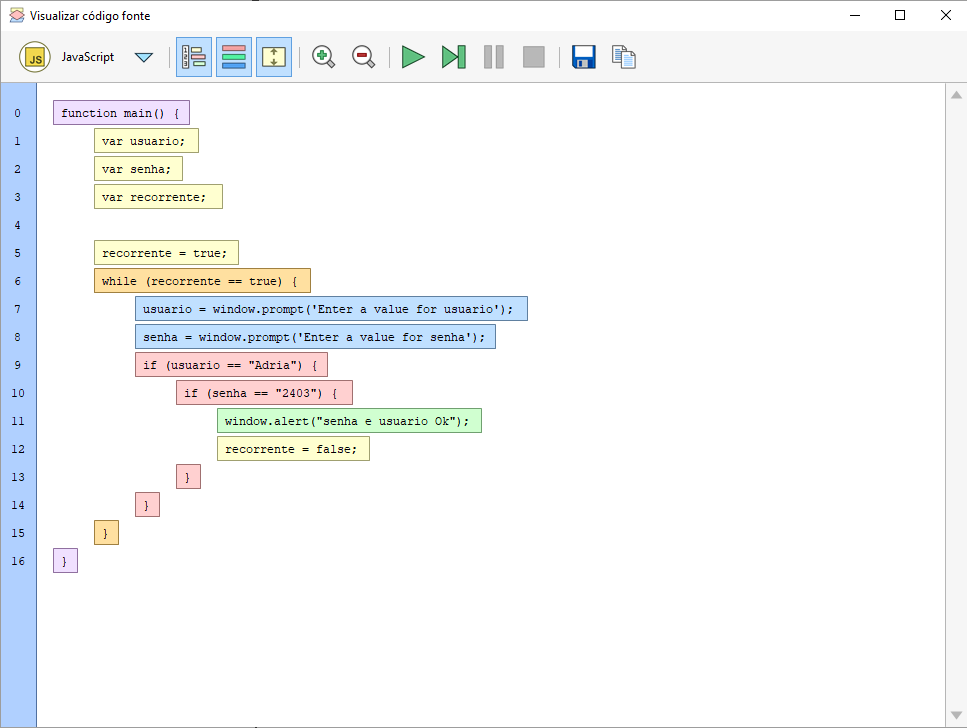 Visualizar código fonte
JS JavaScript
0 function main() {
1 var usuario;
2 var senha;
3 var recorrente;
4
5 recorrente = true;
6 while (recorrente == true) {
7 usuario = window.prompt('Enter a value for usuario');
8 senha = window.prompt('Enter a value for senha');
9 if (usuario == "Adria") {
10 if (senha == "2403") {
11 window.alert("senha e usuario Ok");
12 recorrente = false;
13 }
14 }
15 }
16 }